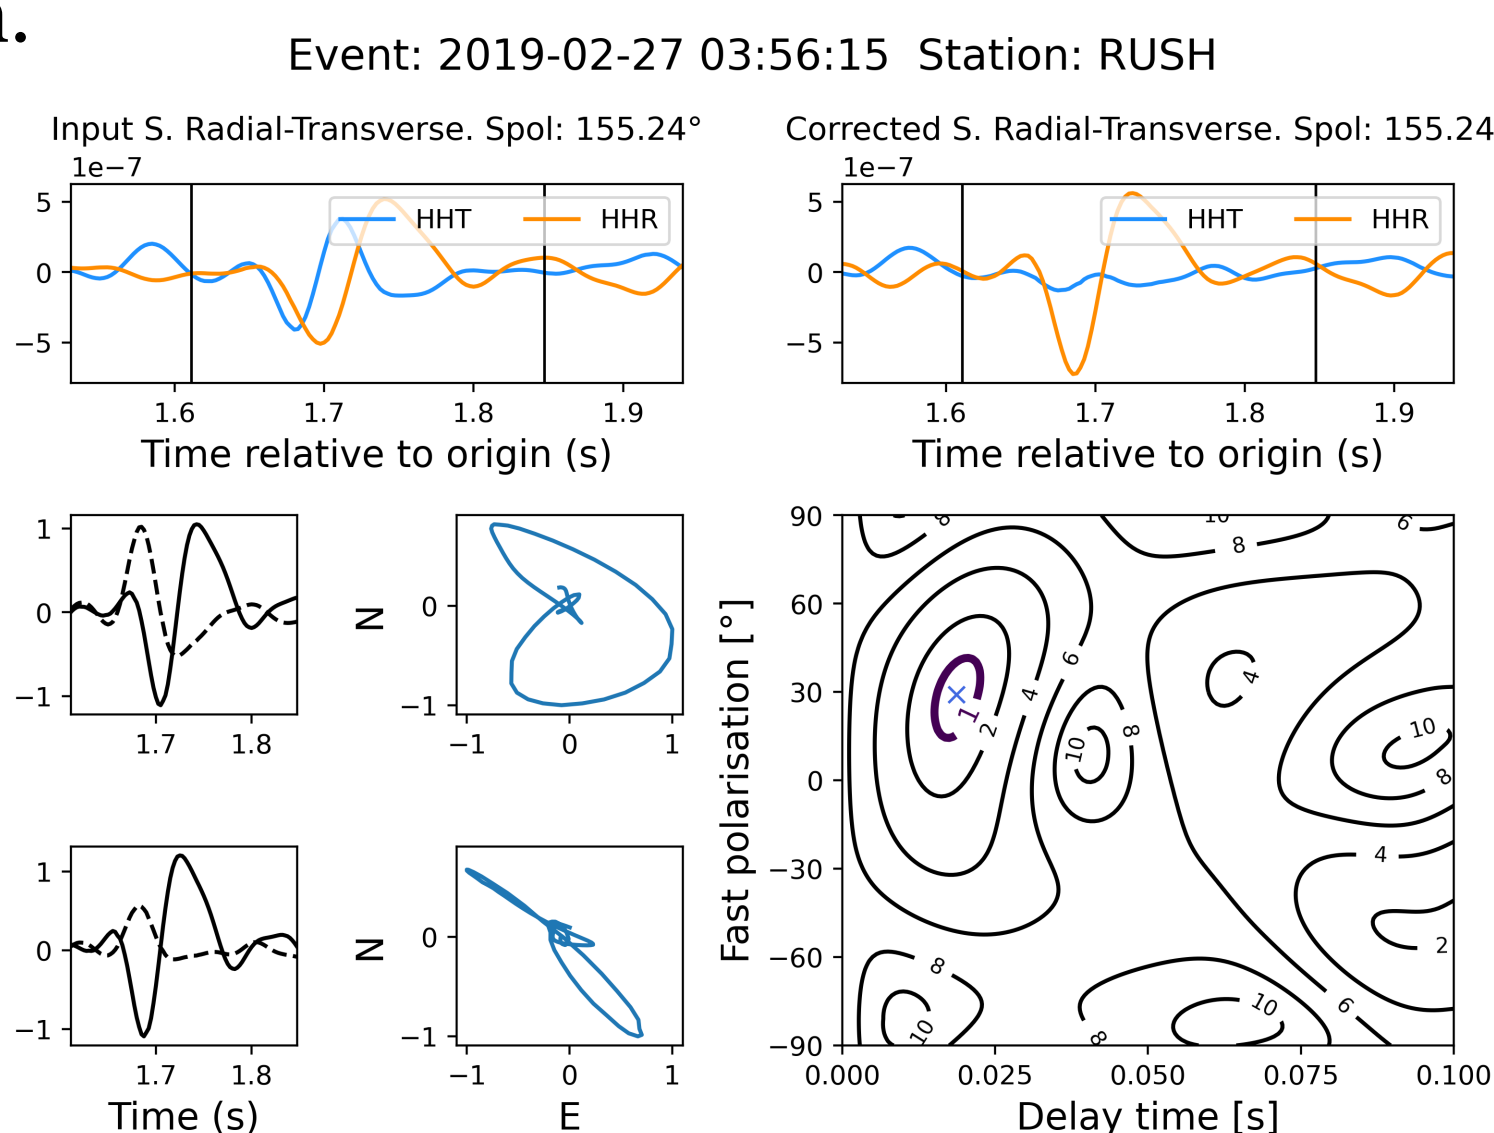 a.
Event: 2019-02-27 03:56:15  Station: RUSH
Input S. Radial-Transverse. Spol: 155.24°
Corrected S. Radial-Transverse. Spol: 155.24
1e−7
HHT HHR
5
0
−5
1.6 1.7 1.8 1.9
Time relative to origin (s)
1e−7
HHT HHR
5
0
−5
1.6 1.7 1.8 1.9
Time relative to origin (s)
1
0
−1
1.7 1.8
N
0
−1
−1 0 1
1
0
−1
1.7 1.8
Time (s)
N
0
−1
−1 0 1
E
Fast polarisation [°]
90
60
30
0
−30
−60
−90
8 10 8 6
6 4 4
1 2 8 10
10 8
4
2
8 6
10 10 8
0.000 0.025 0.050 0.075 0.100
Delay time [s]